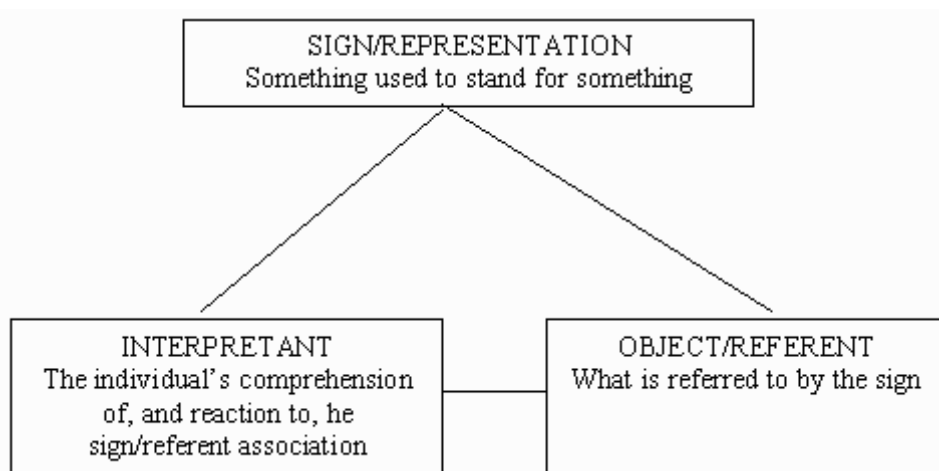 SIGN/REPRESENTATION
Something used to stand for something
INTERPRETANT
The individual's comprehension
of, and reaction to, he
sign/referent association
OBJECT/REFERENT
What is referred to by the sign